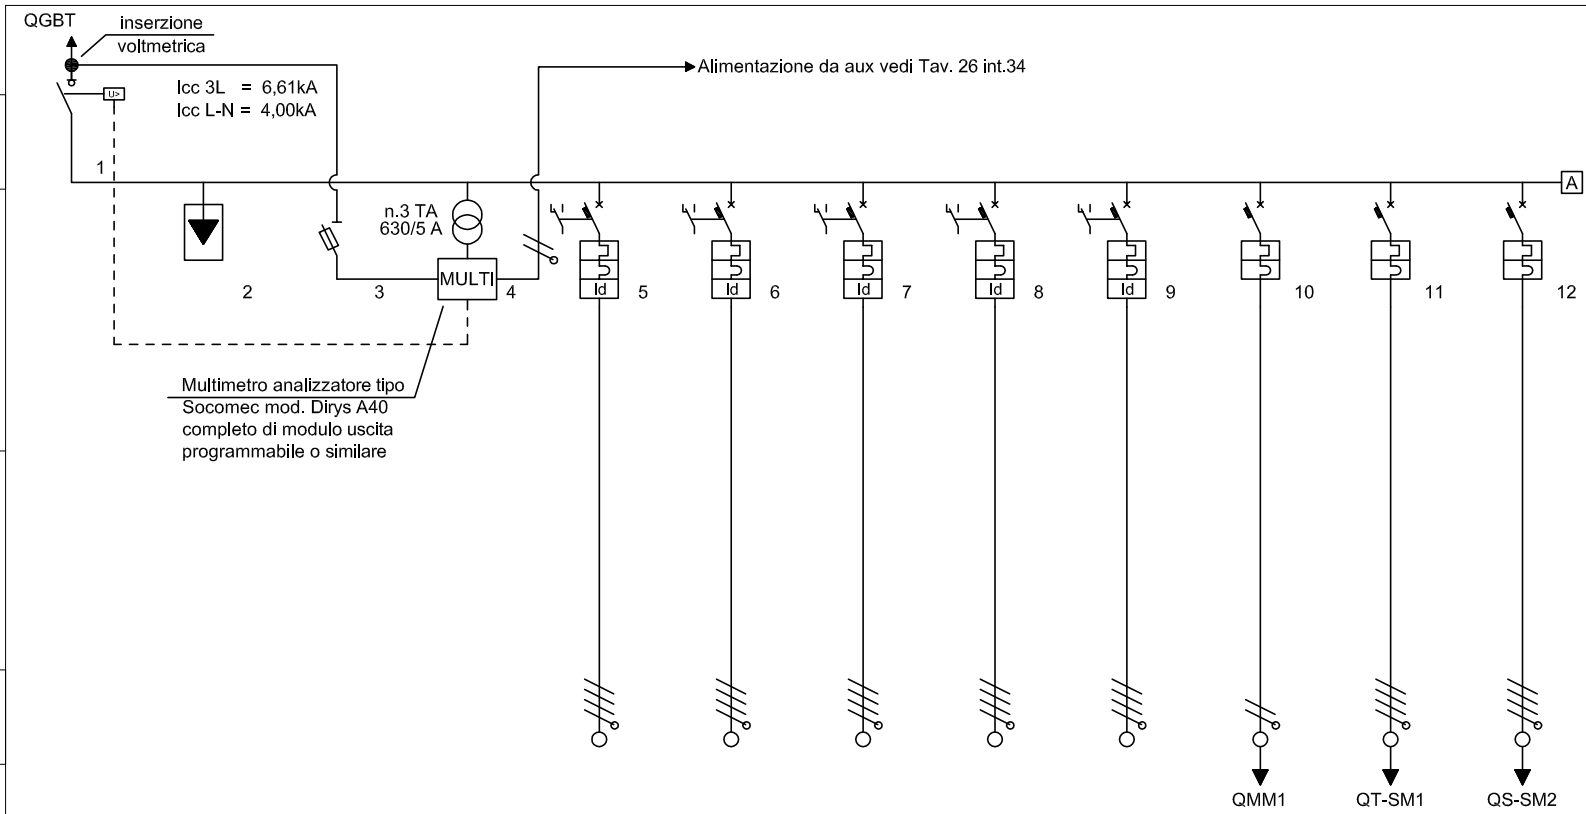 QGBT
inserzione
voltmetrica
U>
Icc 3L = 6,61kA
Icc L-N = 4,00kA
Alimentazione da aux vedi Tav. 26 int.34
1
A
n.3 TA
630/5 A
MULTI
2
3
4
Id
5
Id
6
Id
7
Id
8
Id
9
10
11
12
Multimetro analizzatore tipo
Socomec mod. Dirys A40
completo di modulo uscita
programmabile o similare
QMM1
QT-SM1
QS-SM2